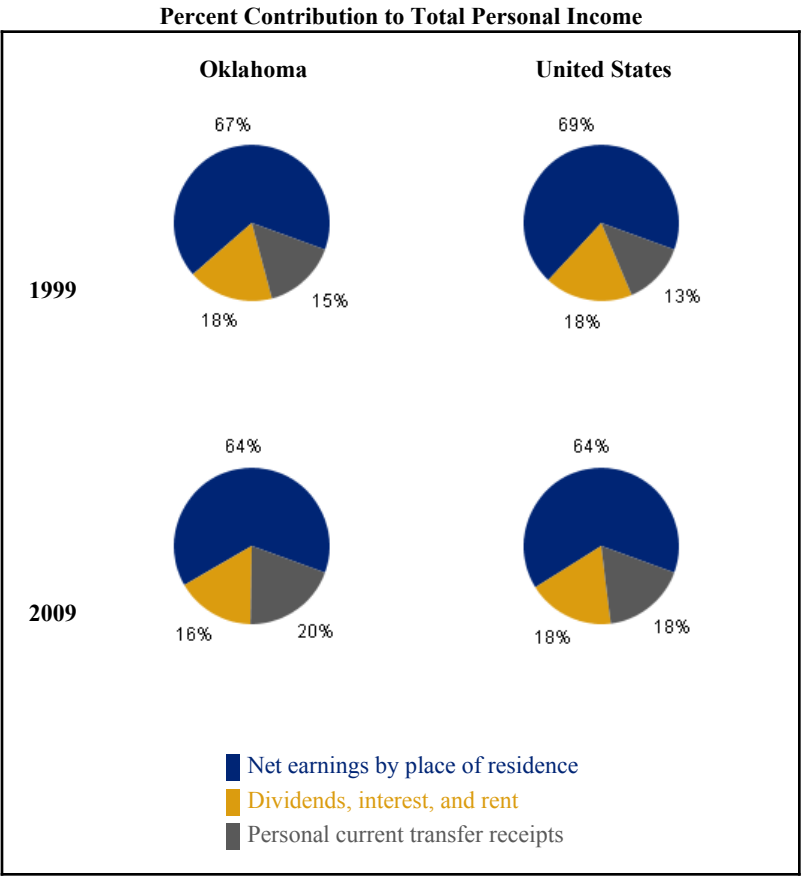 Percent Contribution to Total Personal Income
Oklahoma
United States
67%
69%
1999
18%
15%
18%
13%
64%
64%
2009
16%
20%
18%
18%
Net earnings by place of residence
Dividends, interest, and rent
Personal current transfer receipts